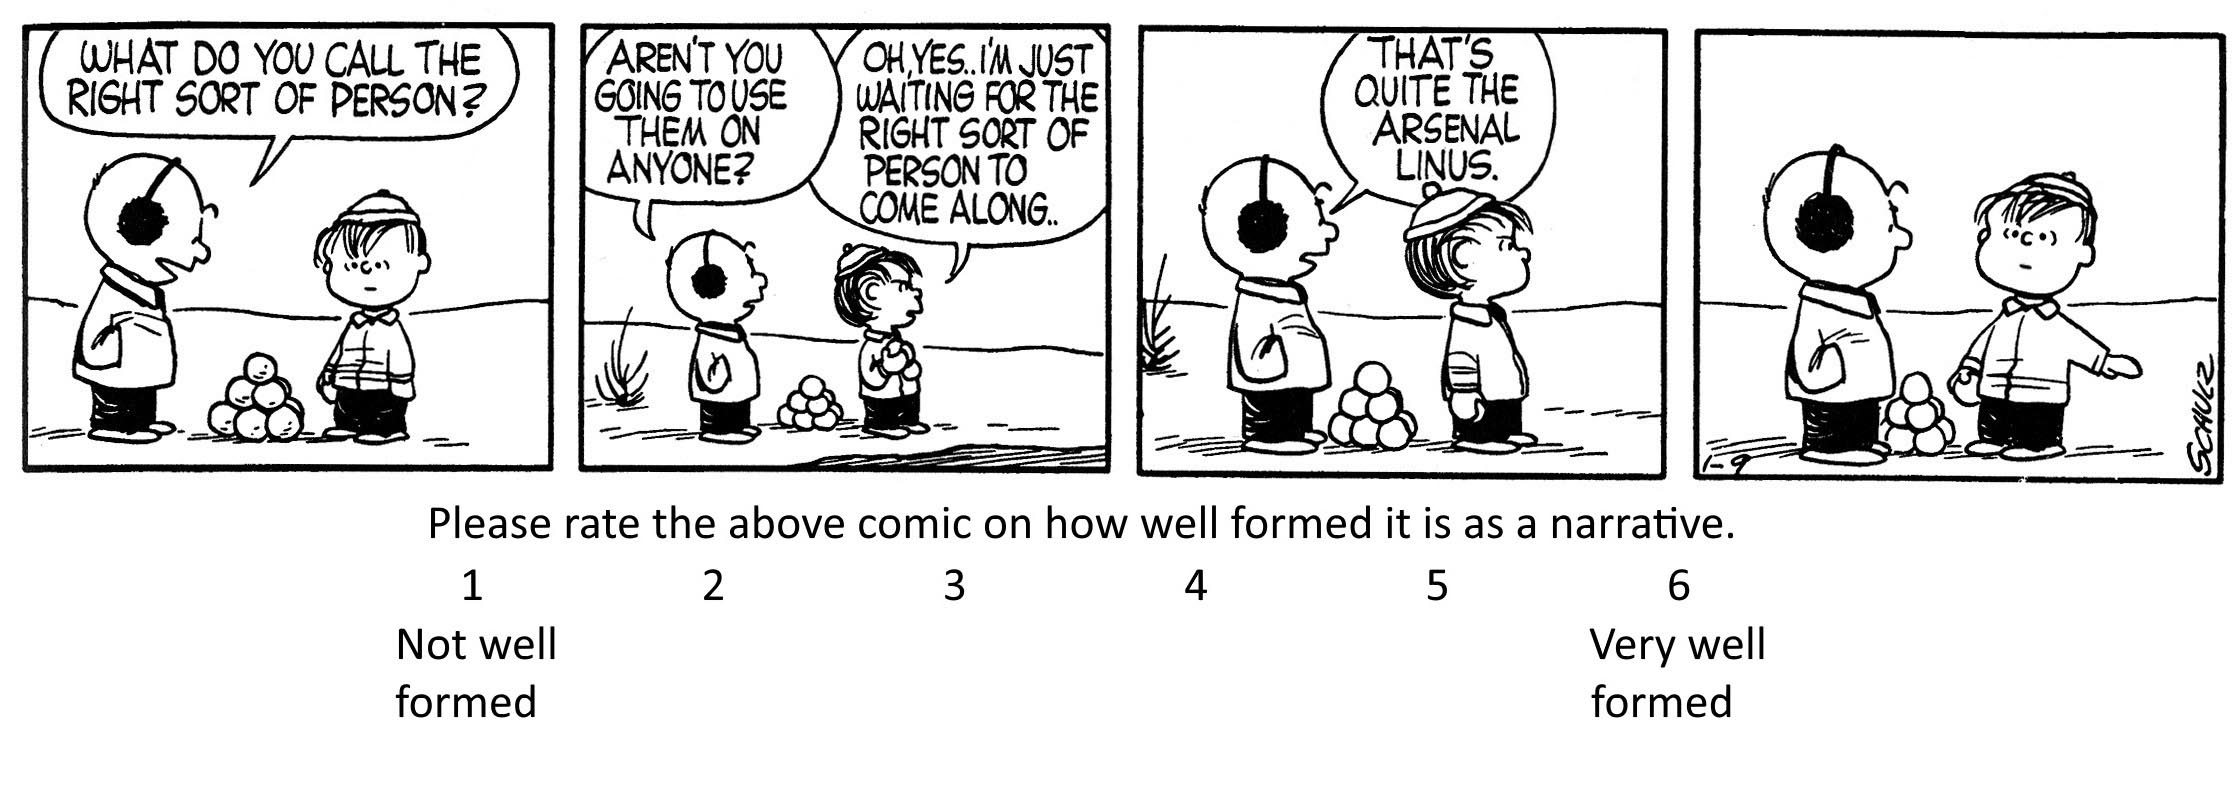 WHAT DO YOU CALL THE
RIGHT SORT OF PERSON?
AREN'T YOU
GOING TO USE
THEM ON
ANYONE?
OH, YES.. I'M JUST
WAITING FOR THE
RIGHT SORT OF
PERSON TO
COME ALONG..
THAT'S
QUITE THE
ARSENAL
LINUS.
1-9
SCHULZ
Please rate the above comic on how well formed it is as a narrative.
1 2 3 4 5 6
Not well
formed
Very well
formed